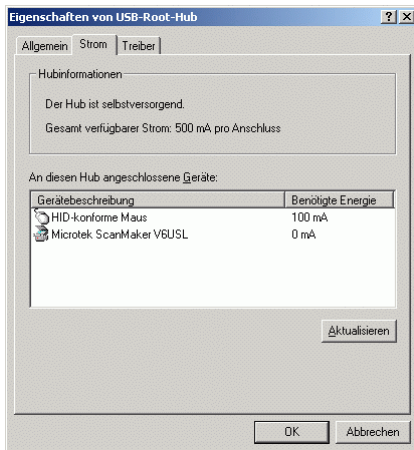 Eigenschaften von USB-Root-Hub
Allgemein Strom Treiber
Hubinformationen
Der Hub ist selbstversorgend.
Gesamt verfügbarer Strom: 500 mA pro Anschluss
An diesen Hub angeschlossene Geräte:
Gerätebeschreibung Benötigte Energie
HID-konforme Maus 100 mA
Microtek ScanMaker V6USL 0 mA
Aktualisieren
OK Abbrechen